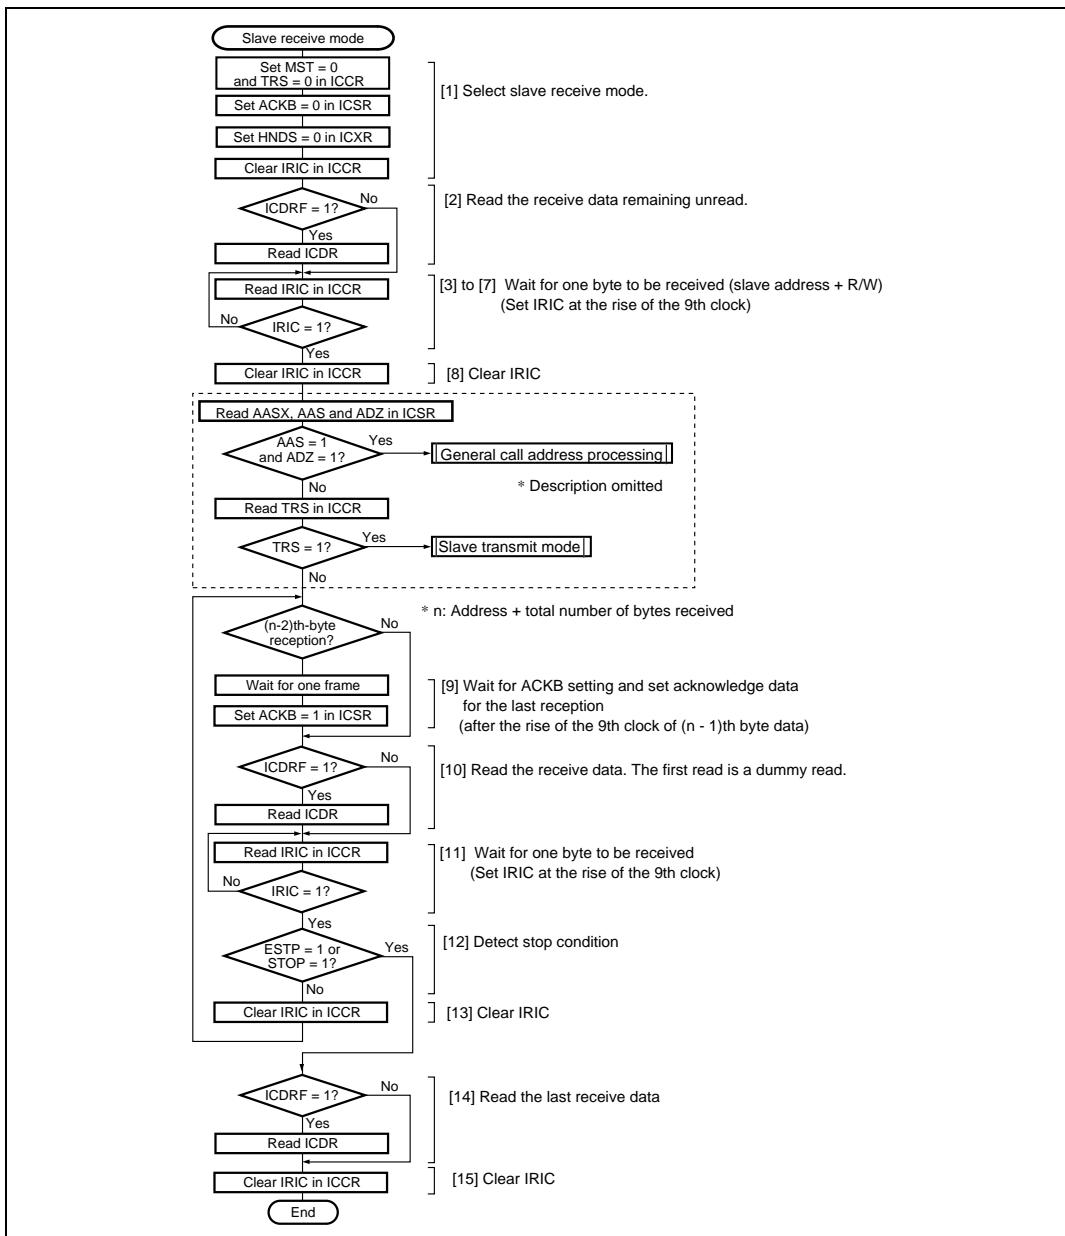 Slave receive mode
Set MST = 0
and TRS = 0 in ICCR
[1] Select slave receive mode.
Set ACKB = 0 in ICSR
Set HNDS = 0 in ICXR
Clear IRIC in ICCR
No
[2] Read the receive data remaining unread.
ICDRF = 1?
Yes
Read ICDR
Read IRIC in ICCR
[3] to [7] Wait for one byte to be received (slave address + R/W)
(Set IRIC at the rise of the 9th clock)
No
IRIC = 1?
Yes
Clear IRIC in ICCR
[8] Clear IRIC
Read AASX, AAS and ADZ in ICSR
AAS = 1
and ADZ = 1?
Yes
General call address processing
No
* Description omitted
Read TRS in ICCR
TRS = 1?
Yes
Slave transmit mode
No
* n: Address + total number of bytes received
(n-2)th-byte
reception?
No
Wait for one frame
[9] Wait for ACKB setting and set acknowledge data
for the last reception
(after the rise of the 9th clock of (n - 1)th byte data)
Set ACKB = 1 in ICSR
No
ICDRF = 1?
[10] Read the receive data. The first read is a dummy read.
Yes
Read ICDR
Read IRIC in ICCR
[11] Wait for one byte to be received
(Set IRIC at the rise of the 9th clock)
No
IRIC = 1?
Yes
ESTP = 1 or
STOP = 1?
Yes
[12] Detect stop condition
No
Clear IRIC in ICCR
[13] Clear IRIC
No
ICDRF = 1?
[14] Read the last receive data
Yes
Read ICDR
Clear IRIC in ICCR
[15] Clear IRIC
End